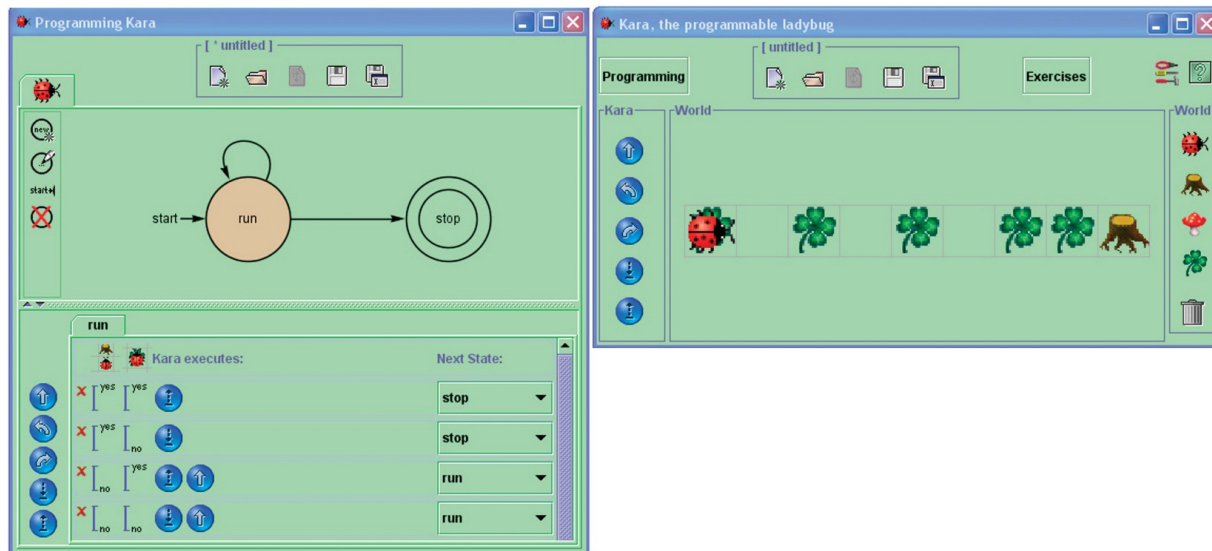 Programming Kara
[ * untitled ]
new
start
start
run
stop
run
Kara executes:
Next State:
yes
yes
stop
yes
no
stop
no
yes
run
no
no
run
Kara, the programmable ladybug
[ untitled ]
Programming
Exercises
Kara
World
World